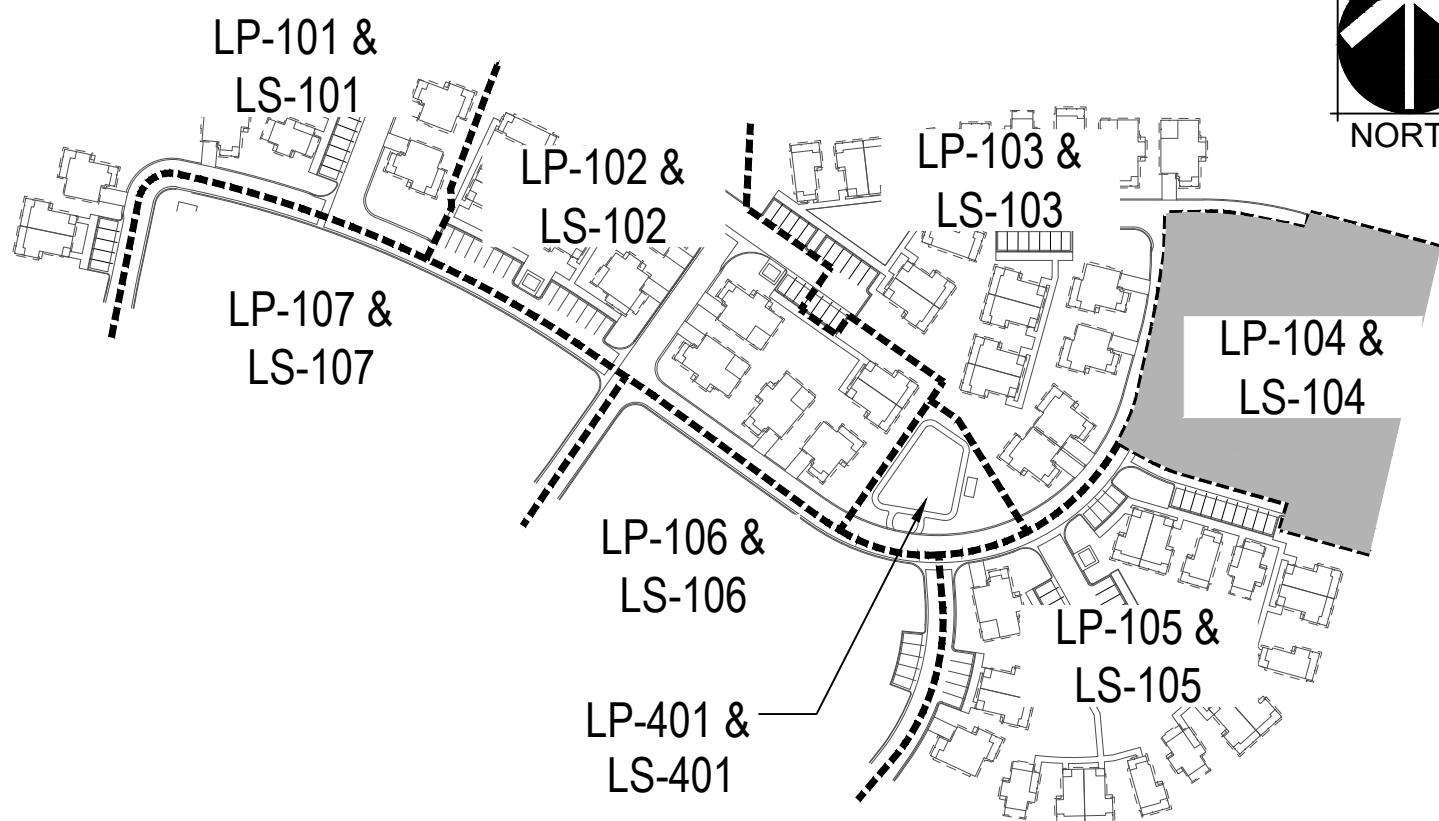 LP-101 &
LS-101
NORT
LP-102 &
LS-102
LP-103 &
LS-103
LP-107 &
LS-107
LP-104 &
LS-104
LP-106 &
LS-106
LP-105 &
LS-105
LP-401 &
LS-401